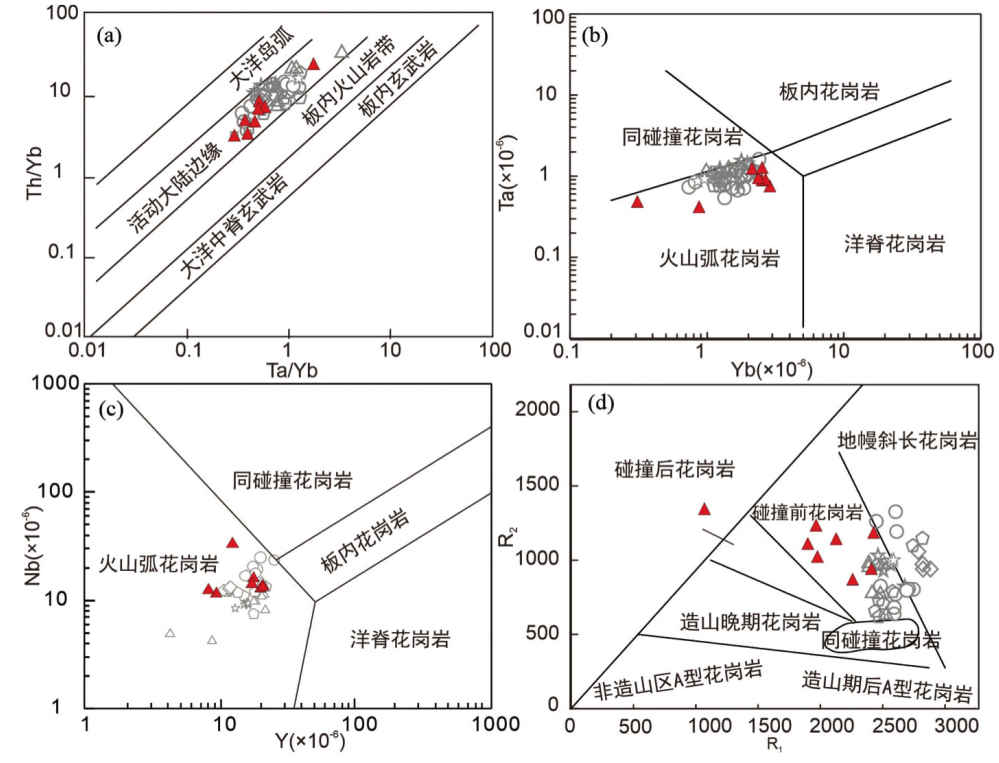 (a)
100
10
1
0.1
0.01
Th/Yb
大洋岛弧
板内火山岩带
板内玄武岩
活动大陆边缘
大洋中脊玄武岩
0.01
0.1
1
10
100
Ta/Yb
(b)
100
10
1
0.1
0.01
Ta(×10⁻⁶)
板内花岗岩
同碰撞花岗岩
火山弧花岗岩
洋脊花岗岩
0.1
1
10
100
Yb(×10⁻⁶)
(c)
1000
100
10
1
Nb(×10⁻⁶)
同碰撞花岗岩
火山弧花岗岩
板内花岗岩
洋脊花岗岩
1
10
100
1000
Y(×10⁻⁶)
(d)
2000
1500
1000
500
0
R₂
地幔斜长花岗岩
碰撞后花岗岩
碰撞前花岗岩
造山晚期花岗岩
同碰撞花岗岩
非造山区A型花岗岩
造山期后A型花岗岩
0
500
1000
1500
2000
2500
3000
R₁